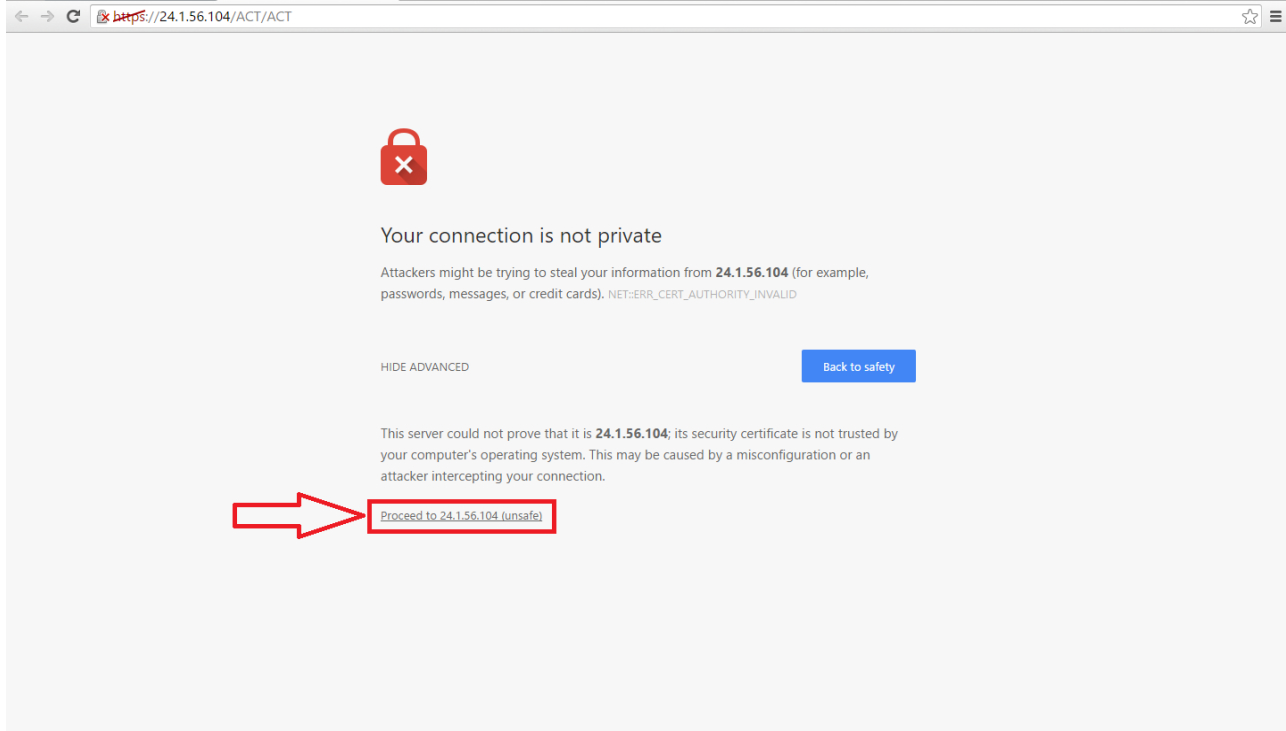 https://24.1.56.104/ACT/ACT
Your connection is not private
Attackers might be trying to steal your information from 24.1.56.104 (for example,
passwords, messages, or credit cards). NET::ERR_CERT_AUTHORITY_INVALID
HIDE ADVANCED
Back to safety
This server could not prove that it is 24.1.56.104; its security certificate is not trusted by
your computer's operating system. This may be caused by a misconfiguration or an
attacker intercepting your connection.
Proceed to 24.1.56.104 (unsafe)